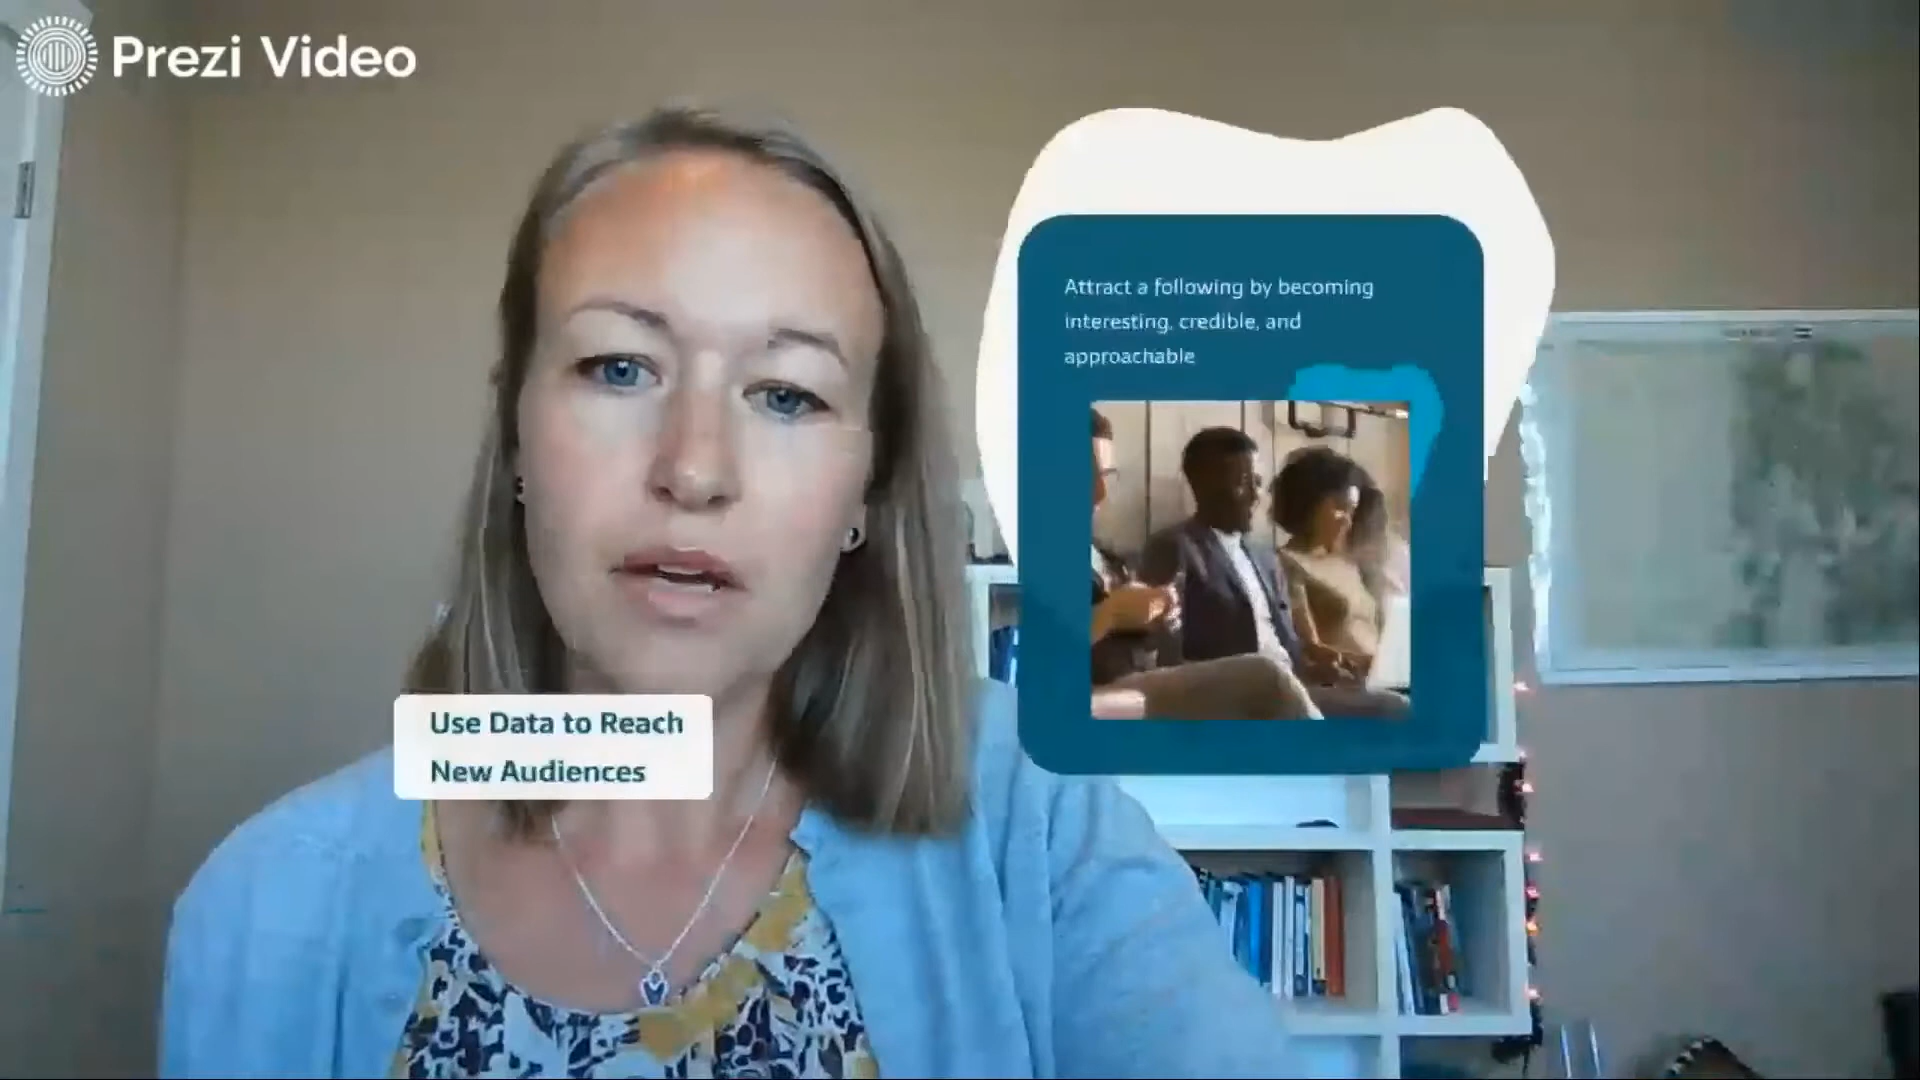 Prezi Video
Attract a following by becoming
interesting, credible, and
approachable
Use Data to Reach
New Audiences